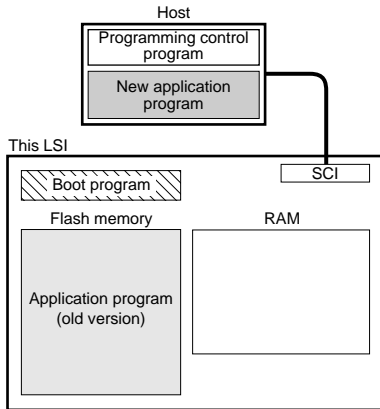 Host
Programming control
program
New application
program
This LSI
SCI
Boot program
Flash memory
RAM
Application program
(old version)